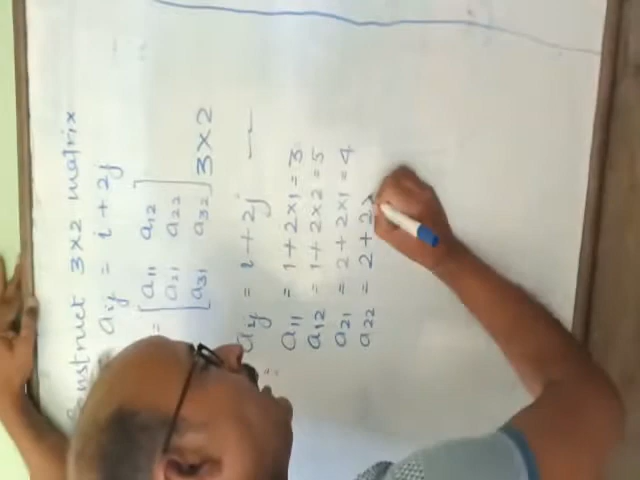 Construct 3x2 matrix
aij = i + 2j
= [ a11 a12
a21 a22
a31 a32 ] 3X2
aij = i + 2j —
a11 = 1+2x1 = 3
a12 = 1+2x2 = 5
a21 = 2+2x1 = 4
a22 = 2+2x